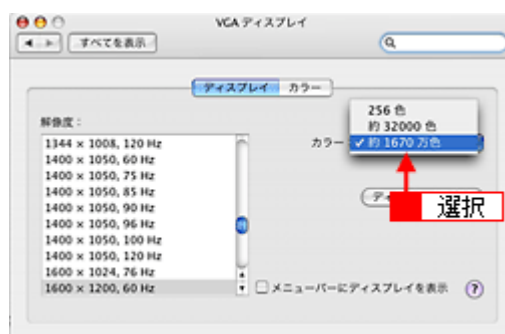 VCA ディスプレイ
すべてを表示
ディスプレイ カラー
解像度：
1344 × 1008, 120 Hz
1400 × 1050, 60 Hz
1400 × 1050, 75 Hz
1400 × 1050, 85 Hz
1400 × 1050, 90 Hz
1400 × 1050, 96 Hz
1400 × 1050, 100 Hz
1400 × 1050, 120 Hz
1600 × 1024, 76 Hz
1600 × 1200, 60 Hz
カラー
256 色
約 32000 色
✓ 約 1670 万色
選択
メニューバーにディスプレイを表示 ?